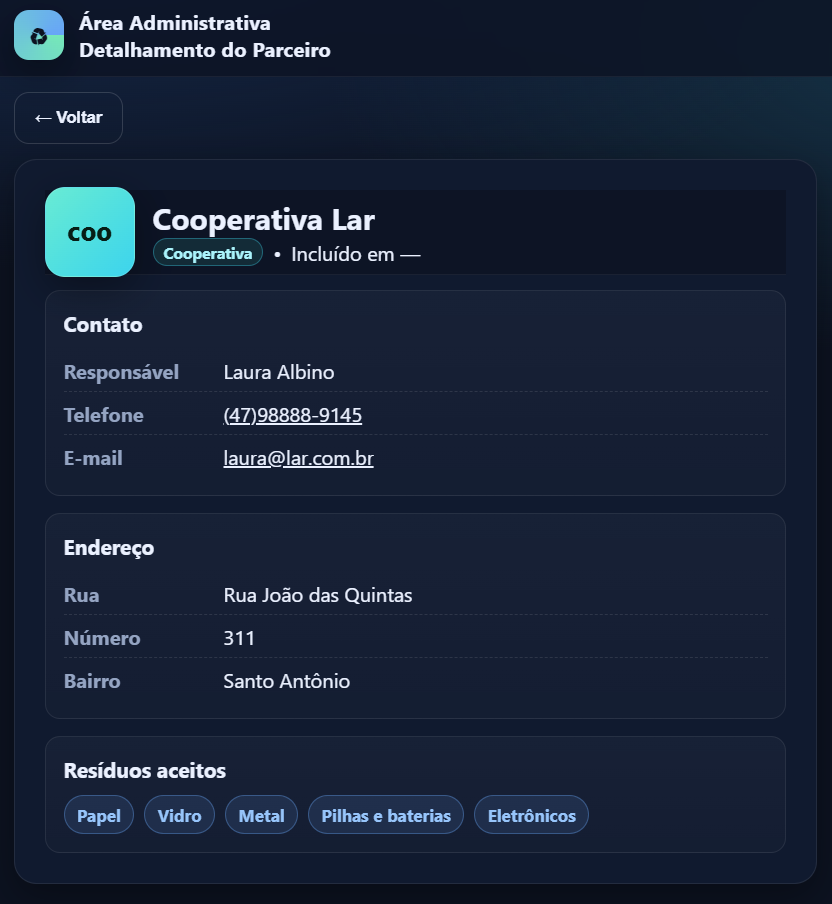 Área Administrativa
Detalhamento do Parceiro
← Voltar
COO
Cooperativa Lar
Cooperativa • Incluído em —
Contato
Responsável Laura Albino
Telefone (47)98888-9145
E-mail laura@lar.com.br
Endereço
Rua Rua João das Quintas
Número 311
Bairro Santo Antônio
Resíduos aceitos
Papel Vidro Metal Pilhas e baterias Eletrônicos